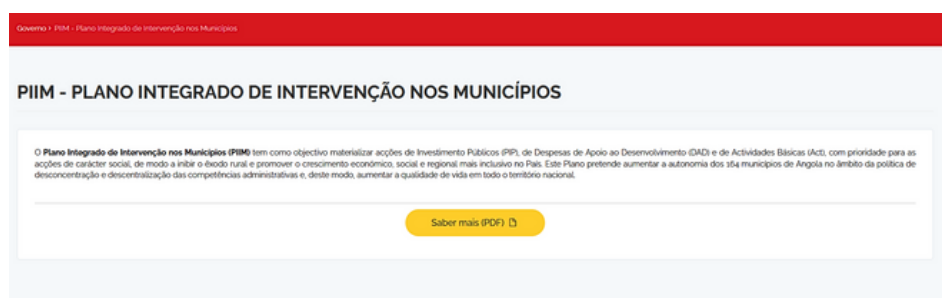 Governo › PIIM - Plano Integrado de Intervenção nos Municípios
PIIM - PLANO INTEGRADO DE INTERVENÇÃO NOS MUNICÍPIOS
O Plano Integrado de Intervenção nos Municípios (PIIM) tem como objectivo materializar acções de Investimento Públicos (PIP), de Despesas de Apoio ao Desenvolvimento (DAD) e de Actividades Básicas (Act), com prioridade para as
acções de carácter social, de modo a inibir o êxodo rural e promover o crescimento económico, social e regional mais inclusivo no País. Este Plano pretende aumentar a autonomia dos 164 municípios de Angola no âmbito da política de
desconcentração e descentralização das competências administrativas e, deste modo, aumentar a qualidade de vida em todo o território nacional.
Saber mais (PDF)